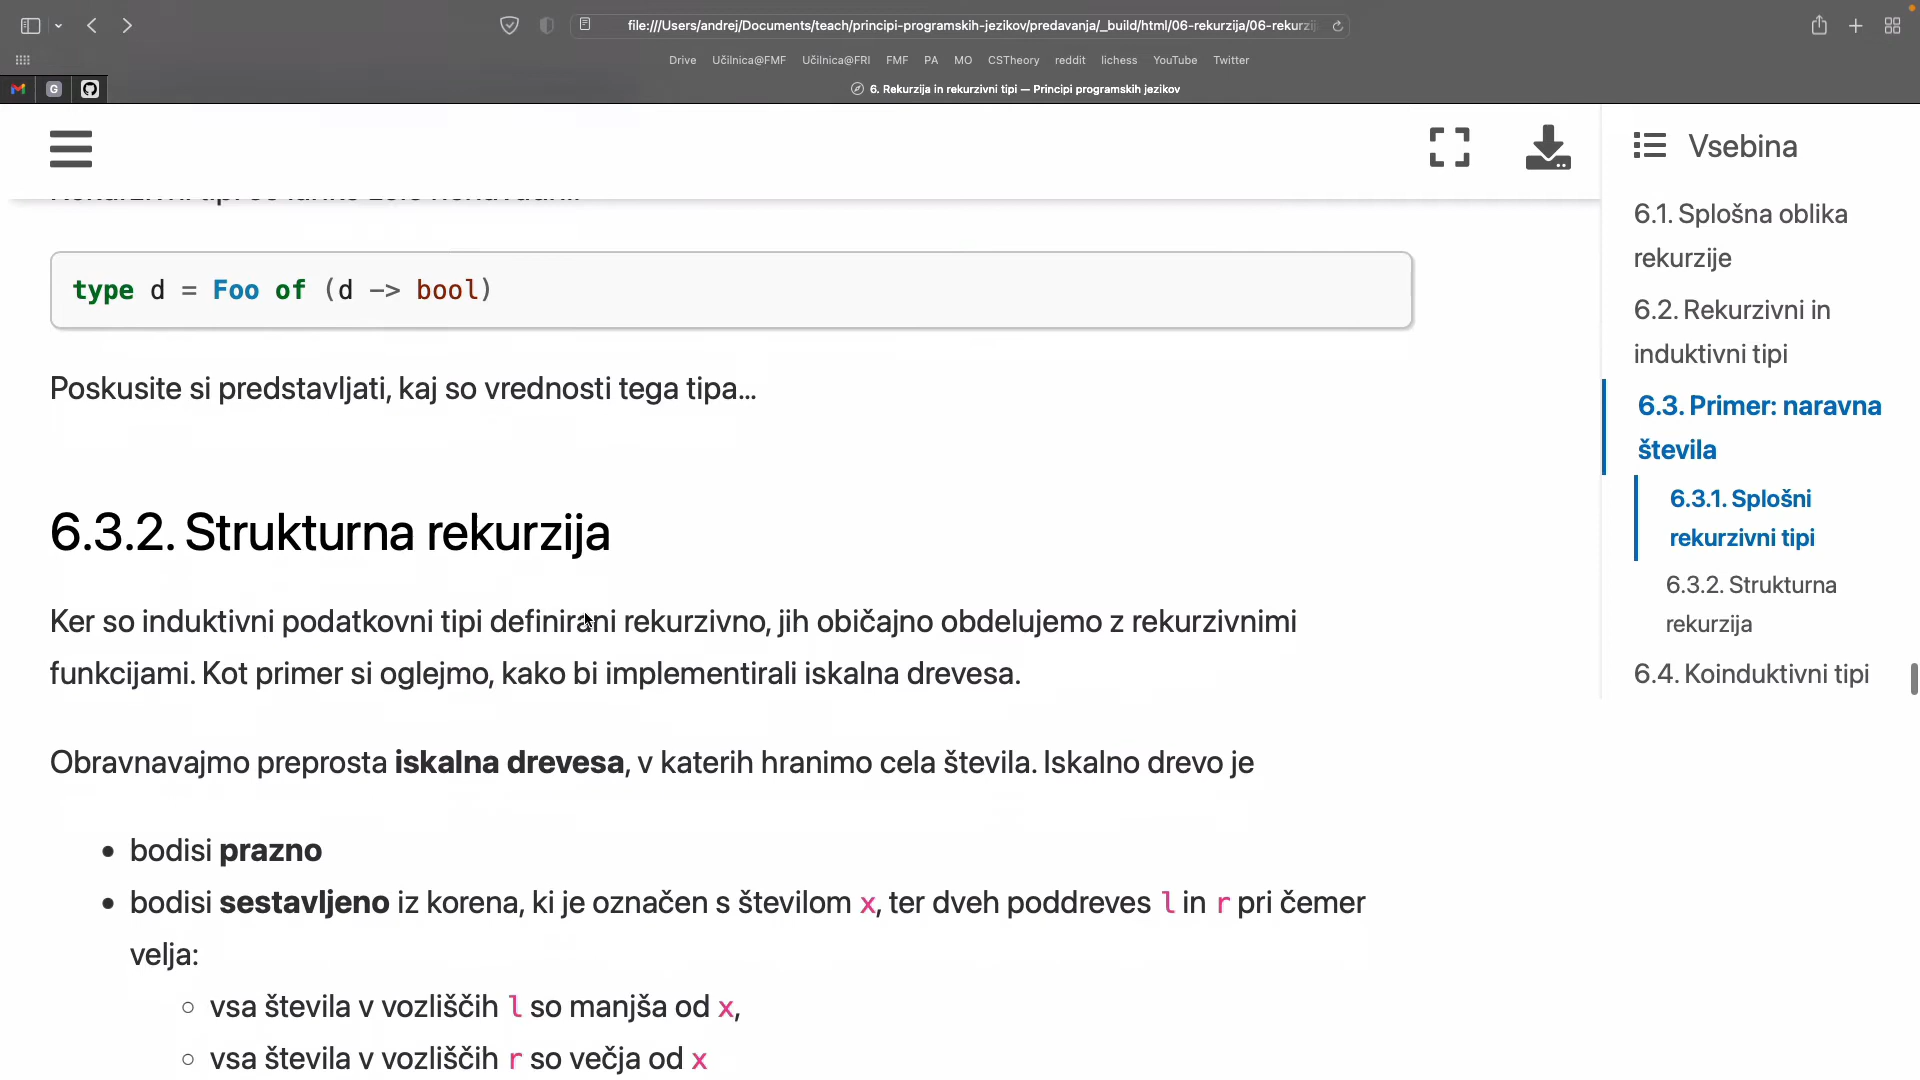 file:///Users/andrej/Documents/teach/principi-programskih-jezikov/predavanja/_build/html/06-rekurzija/06-rekurzij
Drive Učilnica@FMF Učilnica@FRI FMF PA MO CSTheory reddit lichess YouTube Twitter
G
6. Rekurzija in rekurzivni tipi — Principi programskih jezikov
type d = Foo of (d -> bool)
Poskusite si predstavljati, kaj so vrednosti tega tipa...
6.3.2. Strukturna rekurzija
Ker so induktivni podatkovni tipi definirani rekurzivno, jih običajno obdelujemo z rekurzivnimi
funkcijami. Kot primer si oglejmo, kako bi implementirali iskalna drevesa.
Obravnavajmo preprosta iskalna drevesa, v katerih hranimo cela števila. Iskalno drevo je
• bodisi prazno
• bodisi sestavljeno iz korena, ki je označen s številom x, ter dveh poddreves l in r pri čemer
velja:
○ vsa števila v vozliščih l so manjša od x,
○ vsa števila v vozliščih r so večja od x
Vsebina
6.1. Splošna oblika
rekurzije
6.2. Rekurzivni in
induktivni tipi
6.3. Primer: naravna
števila
6.3.1. Splošni
rekurzivni tipi
6.3.2. Strukturna
rekurzija
6.4. Koinduktivni tipi